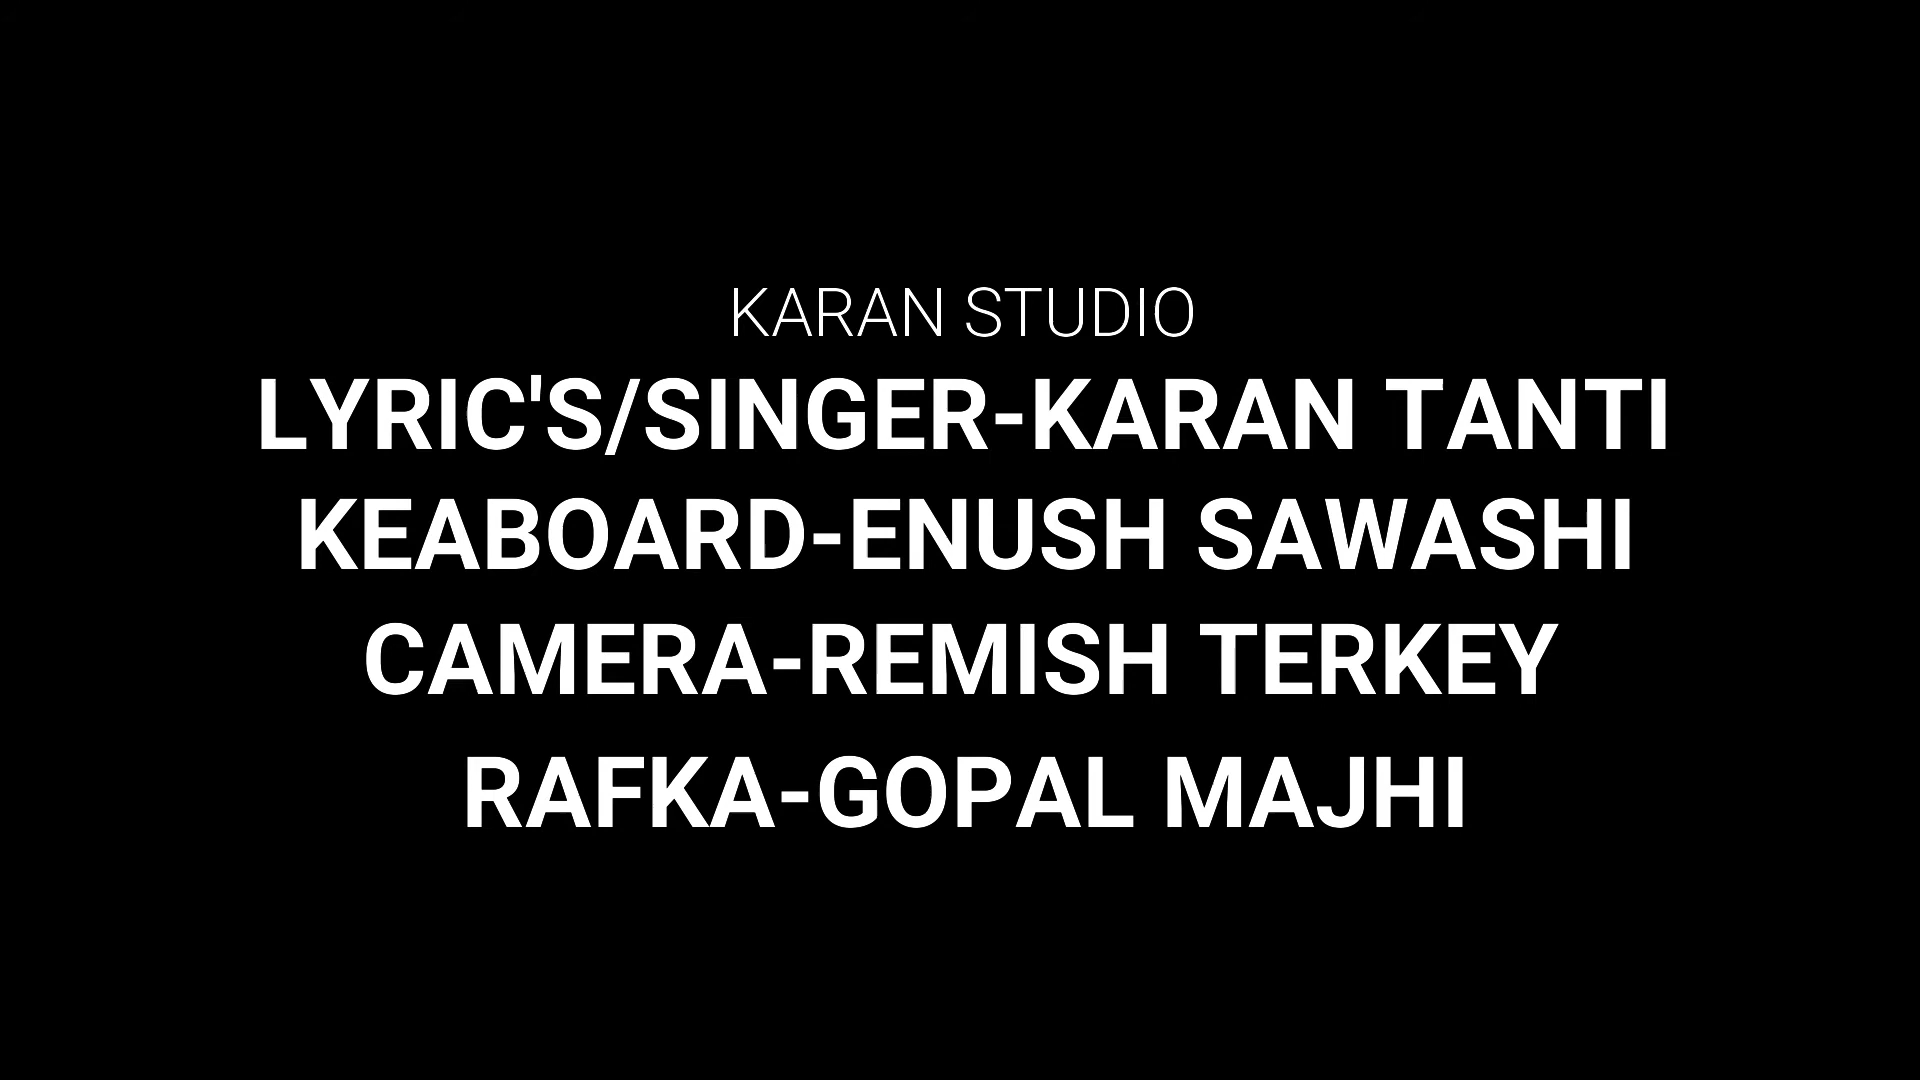 KARAN STUDIO
LYRIC'S/SINGER-KARAN TANTI
KEABOARD-ENUSH SAWASHI
CAMERA-REMISH TERKEY
RAFKA-GOPAL MAJHI